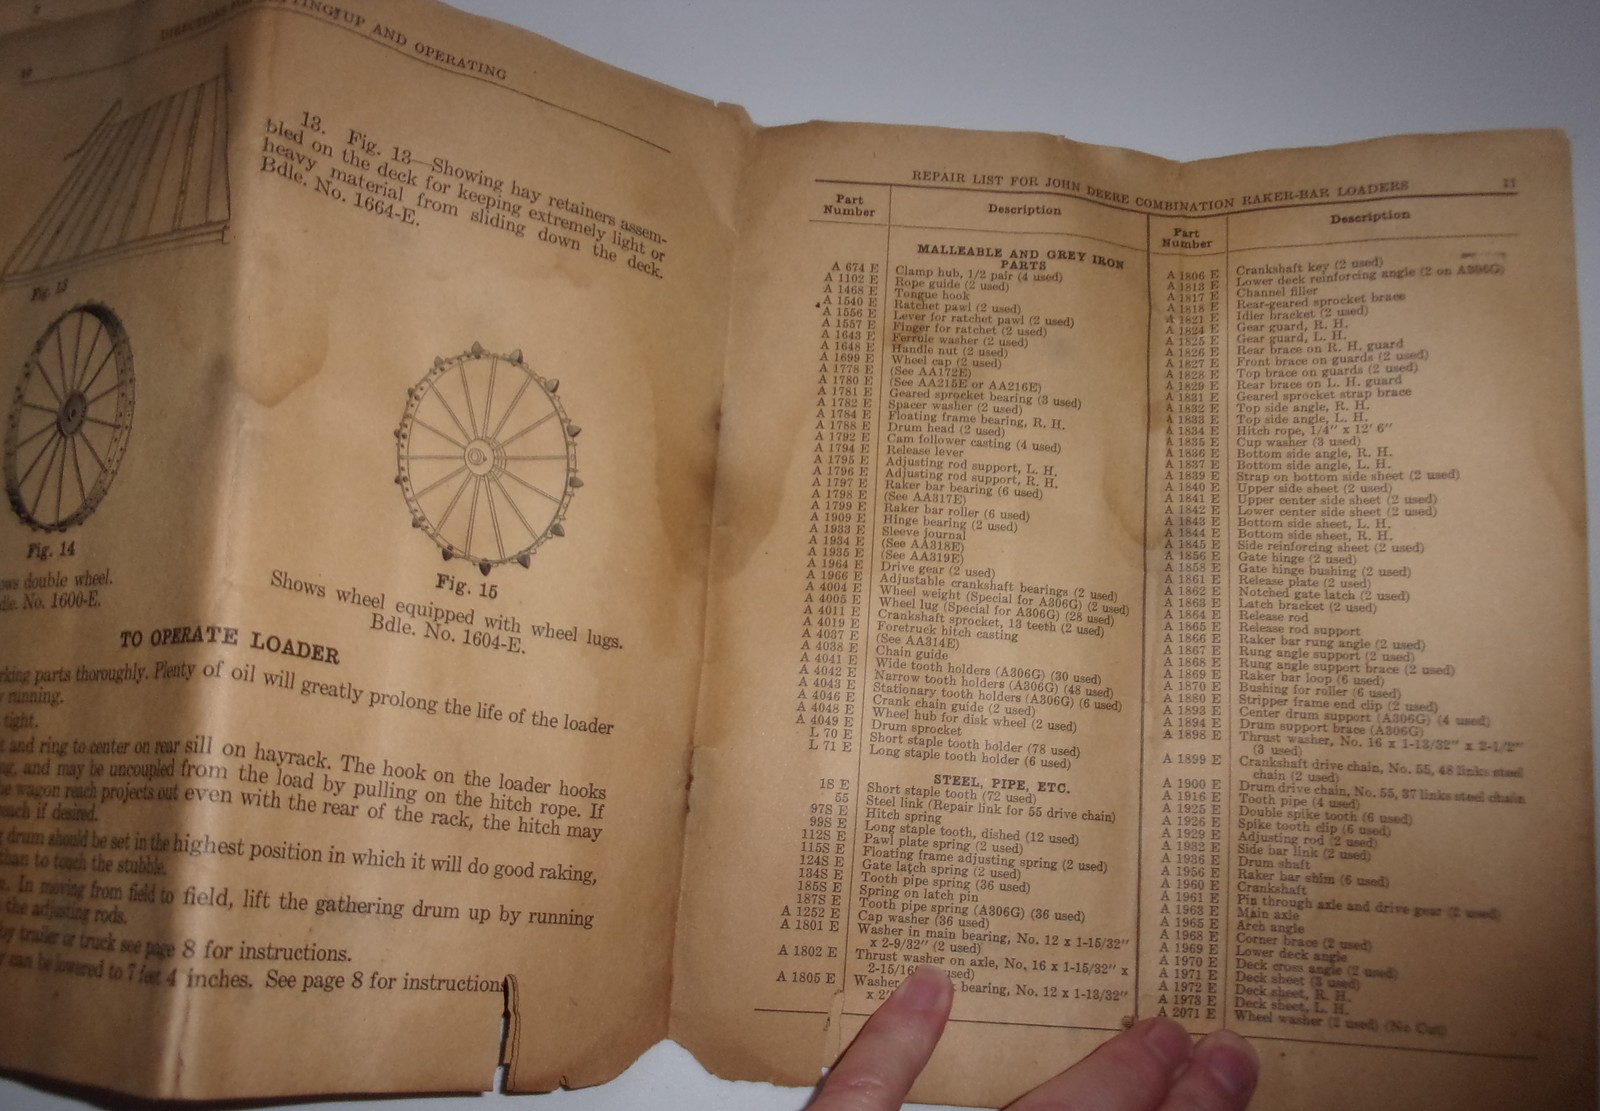 TTING UP AND OPERATING
13. Fig. 13—Showing hay retainers assem-
bled on the deck for keeping extremely light or
heavy material from sliding down the deck.
Bdle. No. 1664-E.
Fig. 13
Fig. 14
double wheel.
No. 1600-E.
Fig. 15
Shows wheel equipped with wheel lugs.
Bdle. No. 1604-E.
TO OPERATE LOADER
parts thoroughly. Plenty of oil will greatly prolong the life of the loader
running.
tight.
and ring to center on rear sill on hayrack. The hook on the loader hooks
and may be uncoupled from the load by pulling on the hitch rope. If
wagon reach projects out even with the rear of the rack, the hitch may
if desired.
drum should be set in the highest position in which it will do good raking,
than to touch the stubble.
In moving from field to field, lift the gathering drum up by running
the adjusting rods.
trailer or truck see page 8 for instructions.
can be lowered to 7 feet 4 inches. See page 8 for instruction
REPAIR LIST FOR JOHN DEERE COMBINATION RAKER-BAR LOADERS 11
Part Number Description
MALLEABLE AND GREY IRON
PARTS
A 674 E Clamp hub, 1/2 pair (4 used)
A 1102 E Rope guide (2 used)
A 1468 E Tongue hook
A 1540 E Ratchet pawl (2 used)
A 1556 E Lever for ratchet pawl (2 used)
A 1557 E Finger for ratchet (2 used)
A 1643 E Ferrule washer (2 used)
A 1648 E Handle nut (2 used)
A 1699 E Wheel cap (2 used)
A 1778 E (See AA172E)
A 1780 E (See AA215E or AA216E)
A 1781 E Geared sprocket bearing (3 used)
A 1782 E Spacer washer (2 used)
A 1784 E Floating frame bearing, R. H.
A 1788 E Drum head (2 used)
A 1792 E Cam follower casting (4 used)
A 1794 E Release lever
A 1795 E Adjusting rod support, L. H.
A 1796 E Adjusting rod support, R. H.
A 1797 E Raker bar bearing (6 used)
A 1798 E (See AA317E)
A 1799 E Raker bar roller (6 used)
A 1909 E Hinge bearing (2 used)
A 1933 E Sleeve journal
A 1934 E (See AA318E)
A 1935 E (See AA319E)
A 1964 E Drive gear (2 used)
A 1966 E Adjustable crankshaft bearings (2 used)
A 4004 E Wheel weight (Special for A306G) (2 used)
A 4005 E Wheel lug (Special for A306G) (28 used)
A 4011 E Crankshaft sprocket, 13 teeth (2 used)
A 4019 E Foretruck hitch casting
A 4037 E (See AA314E)
A 4038 E Chain guide
A 4041 E Wide tooth holders (A306G) (30 used)
A 4042 E Narrow tooth holders (A306G) (48 used)
A 4043 E Stationary tooth holders (A306G) (6 used)
A 4046 E Crank chain guide (2 used)
A 4048 E Wheel hub for disk wheel (2 used)
A 4049 E Drum sprocket
L 70 E Short staple tooth holder (78 used)
L 71 E Long staple tooth holder (6 used)
STEEL, PIPE, ETC.
1S E Short staple tooth (72 used)
55 Steel link (Repair link for 55 drive chain)
97S E Hitch spring
99S E Long staple tooth, dished (12 used)
112S E Pawl plate spring (2 used)
115S E Floating frame adjusting spring (2 used)
124S E Gate latch spring (2 used)
134S E Tooth pipe spring (36 used)
185S E Spring on latch pin
187S E Tooth pipe spring (A306G) (36 used)
A 1252 E Cap washer (36 used)
A 1801 E Washer in main bearing, No. 12 x 1-15/32"
x 2-9/32" (2 used)
A 1802 E Thrust washer on axle, No. 16 x 1-15/32" x
2-15/16 used)
A 1805 E Washer bearing, No. 12 x 1-13/32"
x 2
Part Number Description
A 1806 E Crankshaft key (2 used)
A 1813 E Lower deck reinforcing angle (2 on A306G)
A 1817 E Channel filler
A 1818 E Rear-geared sprocket brace
A 1821 E Idler bracket (2 used)
A 1824 E Gear guard, R. H.
A 1825 E Gear guard, L. H.
A 1826 E Rear brace on R. H. guard
A 1827 E Front brace on guards (2 used)
A 1828 E Top brace on guards (2 used)
A 1829 E Rear brace on L. H. guard
A 1831 E Geared sprocket strap brace
A 1832 E Top side angle, R. H.
A 1833 E Top side angle, L. H.
A 1834 E Hitch rope, 1/4" x 12' 6"
A 1835 E Cup washer (3 used)
A 1836 E Bottom side angle, R. H.
A 1837 E Bottom side angle, L. H.
A 1839 E Strap on bottom side sheet (2 used)
A 1840 E Upper side sheet (2 used)
A 1841 E Upper center side sheet (2 used)
A 1842 E Lower center side sheet (2 used)
A 1843 E Bottom side sheet, L. H.
A 1844 E Bottom side sheet, R. H.
A 1845 E Side reinforcing sheet (2 used)
A 1856 E Gate hinge (2 used)
A 1858 E Gate hinge bushing (2 used)
A 1861 E Release plate (2 used)
A 1862 E Notched gate latch (2 used)
A 1863 E Latch bracket (2 used)
A 1864 E Release rod
A 1865 E Release rod support
A 1866 E Raker bar rung angle (2 used)
A 1867 E Rung angle support (2 used)
A 1868 E Rung angle support brace (2 used)
A 1869 E Raker bar loop (6 used)
A 1870 E Bushing for roller (6 used)
A 1880 E Stripper frame end clip (2 used)
A 1893 E Center drum support (A306G) (4 used)
A 1894 E Drum support brace (A306G)
A 1898 E Thrust washer, No. 16 x 1-13/32" x 2-1/2"
(3 used)
A 1899 E Crankshaft drive chain, No. 55, 48 links steel
chain (2 used)
A 1900 E Drum drive chain, No. 55, 37 links steel chain
A 1916 E Tooth pipe (4 used)
A 1925 E Double spike tooth (6 used)
A 1926 E Spike tooth clip (6 used)
A 1929 E Adjusting rod (2 used)
A 1932 E Side bar link (2 used)
A 1936 E Drum shaft
A 1956 E Raker bar shim (6 used)
A 1960 E Crankshaft
A 1961 E Pin through axle and drive gear (2 used)
A 1963 E Main axle
A 1965 E Arch angle
A 1968 E Corner brace (2 used)
A 1969 E Lower deck angle
A 1970 E Deck cross angle (2 used)
A 1971 E Deck sheet (3 used)
A 1972 E Deck sheet, R. H.
A 1973 E Deck sheet, L. H.
A 2071 E Wheel washer (2 used) (No Cut)